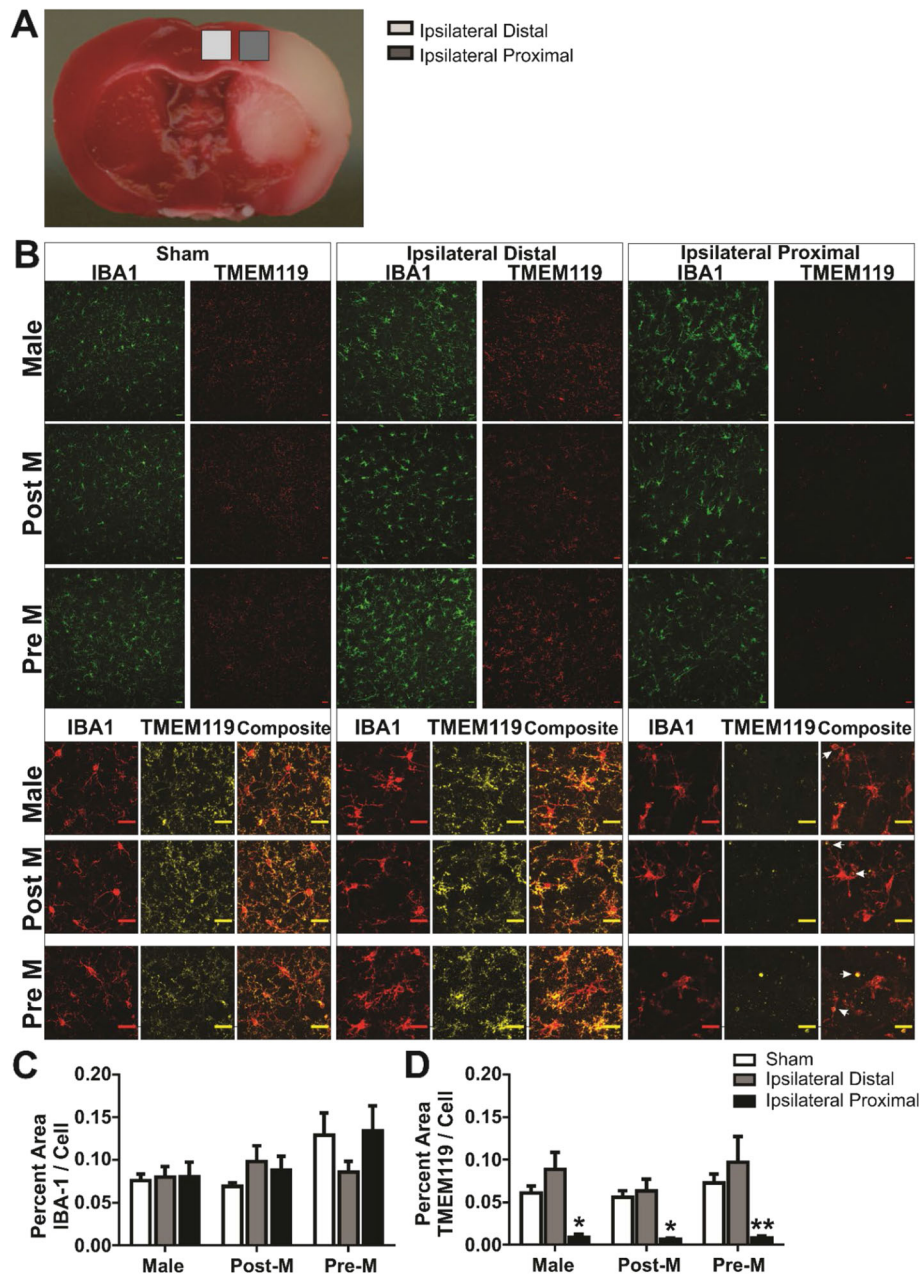 A
Ipsilateral Distal
Ipsilateral Proximal
B
Sham
Ipsilateral Distal
Ipsilateral Proximal
IBA1 TMEM119 IBA1 TMEM119 IBA1 TMEM119
Male
Post M
Pre M
IBA1 TMEM119 Composite IBA1 TMEM119 Composite IBA1 TMEM119 Composite
Male
Post M
Pre M
C
Percent Area
IBA-1 / Cell
0.20
0.15
0.10
0.05
0.00
Male Post-M Pre-M
D
Sham
Ipsilateral Distal
Ipsilateral Proximal
Percent Area
TMEM119 / Cell
0.20
0.15
0.10
0.05
0.00
* * **
Male Post-M Pre-M